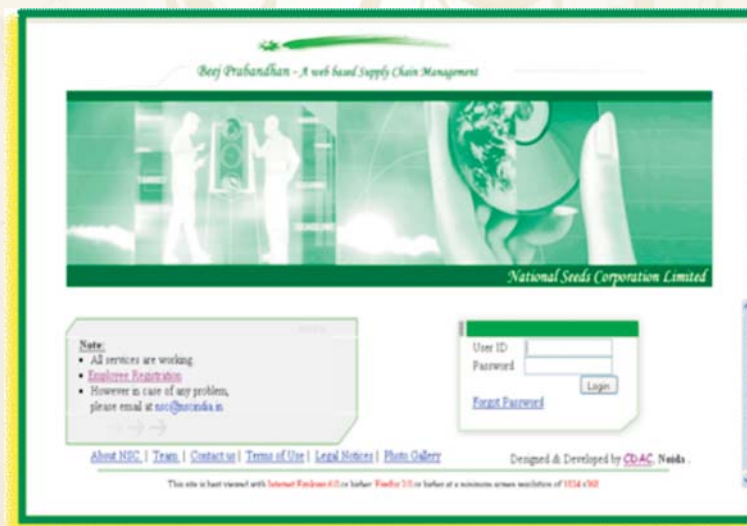 Beej Prabandhan - A web based Supply Chain Management
National Seeds Corporation Limited
Note:
• All services are working
• Employee Registration
• However in case of any problem,
please email at nsc@nscindia.in
User ID
Password
Login
Forgot Password
About NSC | Team | Contact us | Terms of Use | Legal Notices | Photo Gallery
Designed & Developed by CDAC, Noida .
This site is best viewed with Internet Explorer 6.0 or higher Firefox 2.0 or higher at a minimum screen resolution of 1024 x768